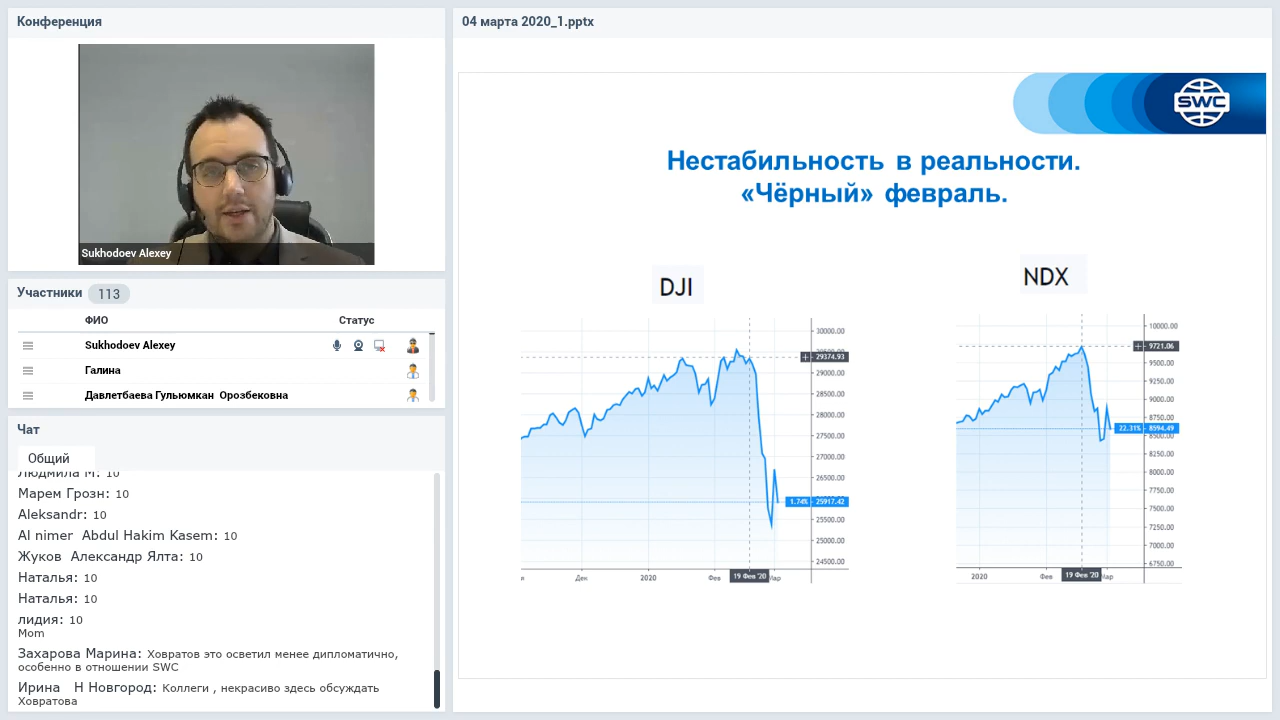 Конференция
Sukhodoev Alexey
Участники 113
ФИО Статус
Sukhodoev Alexey
Галина
Давлетбаева Гульюмкан Орозбековна
Чат
Общий
Людмила М: 10
Марем Грозн: 10
Aleksandr: 10
Al nimer Abdul Hakim Kasem: 10
Жуков Александр Ялта: 10
Наталья: 10
Наталья: 10
лидия: 10
Mom
Захарова Марина: Ховратов это осветил менее дипломатично,
особенно в отношении SWC
Ирина Н Новгород: Коллеги , некрасиво здесь обсуждать
Ховратова
04 марта 2020_1.pptx
SWC
Нестабильность в реальности.
«Чёрный» февраль.
DJI
30000.00
29374.93
29000.00
28500.00
28000.00
27500.00
27000.00
26500.00
1.74% 25917.42
25500.00
25000.00
24500.00
Дек 2020 Фев 19 Фев '20
NDX
10000.00
9721.06
9500.00
9250.00
9000.00
8750.00
22.31% 8594.49
8500.00
8250.00
8000.00
7750.00
7500.00
7250.00
7000.00
6750.00
2020 Фев 19 Фев '20